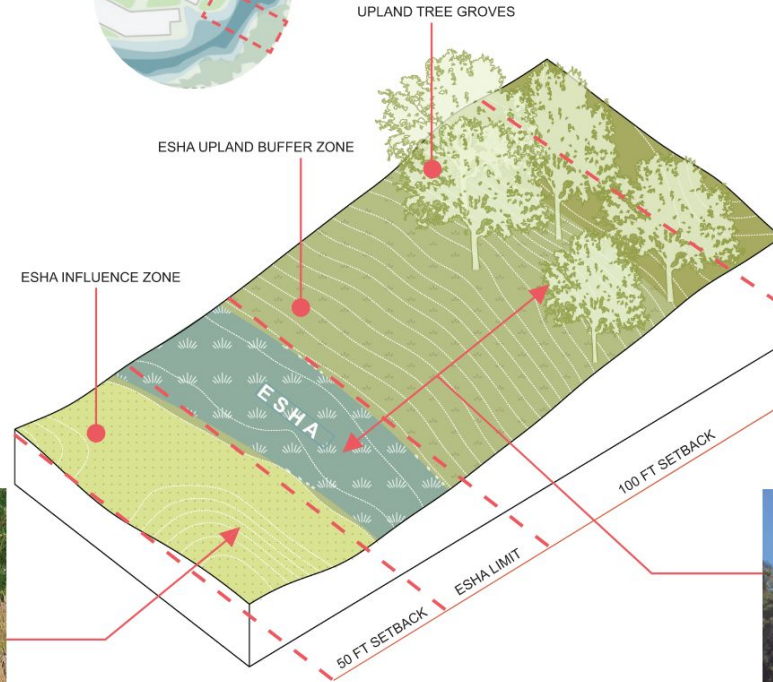 UPLAND TREE GROVES
ESHA UPLAND BUFFER ZONE
ESHA INFLUENCE ZONE
ESHA
100 FT SETBACK
ESHA LIMIT
50 FT SETBACK